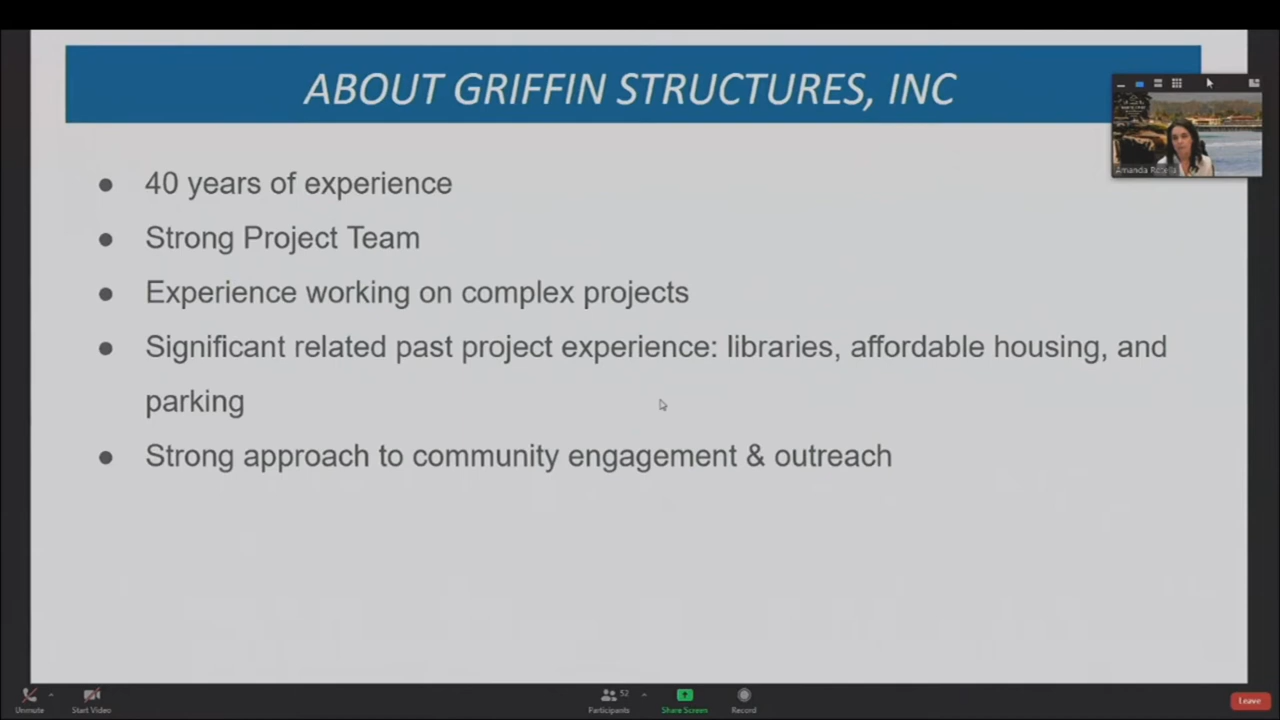 ABOUT GRIFFIN STRUCTURES, INC
● 40 years of experience
● Strong Project Team
● Experience working on complex projects
● Significant related past project experience: libraries, affordable housing, and
parking
● Strong approach to community engagement & outreach
Amanda
Unmute
Start Video
52
Participants
Share Screen
Record
Leave